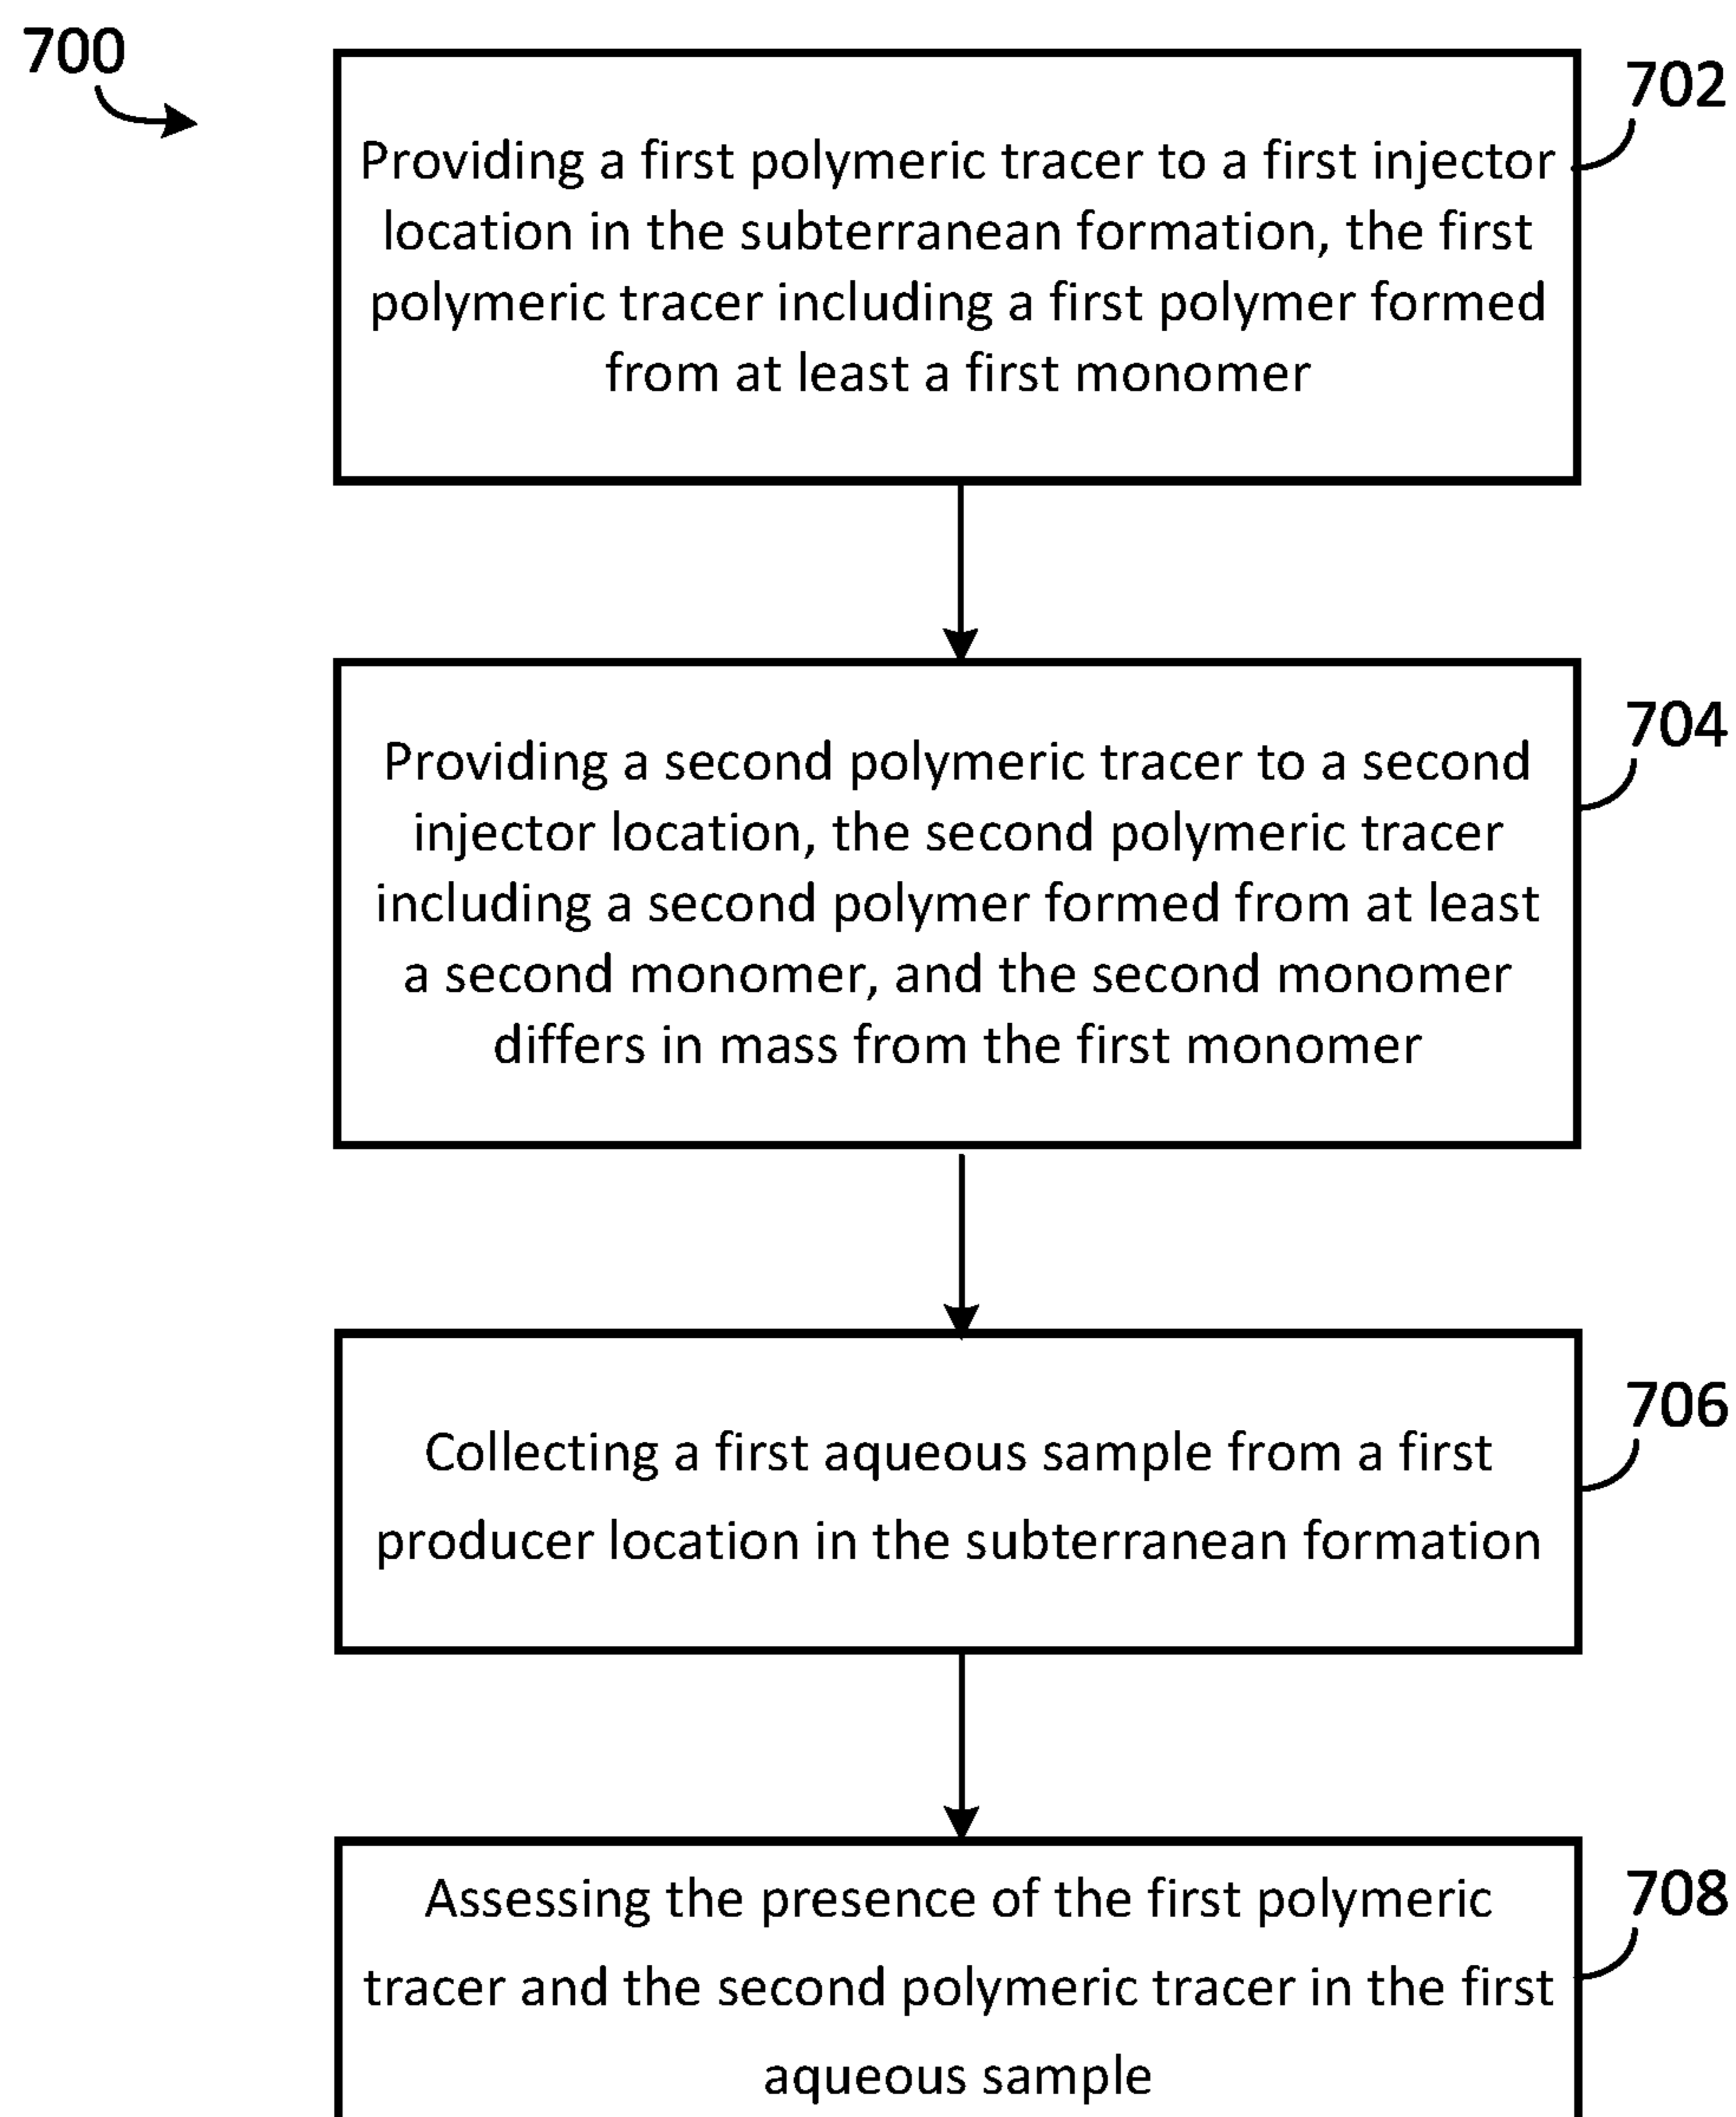 700
702
Providing a first polymeric tracer to a first injector
location in the subterranean formation, the first
polymeric tracer including a first polymer formed
from at least a first monomer
704
Providing a second polymeric tracer to a second
injector location, the second polymeric tracer
including a second polymer formed from at least
a second monomer, and the second monomer
differs in mass from the first monomer
706
Collecting a first aqueous sample from a first
producer location in the subterranean formation
708
Assessing the presence of the first polymeric
tracer and the second polymeric tracer in the first
aqueous sample